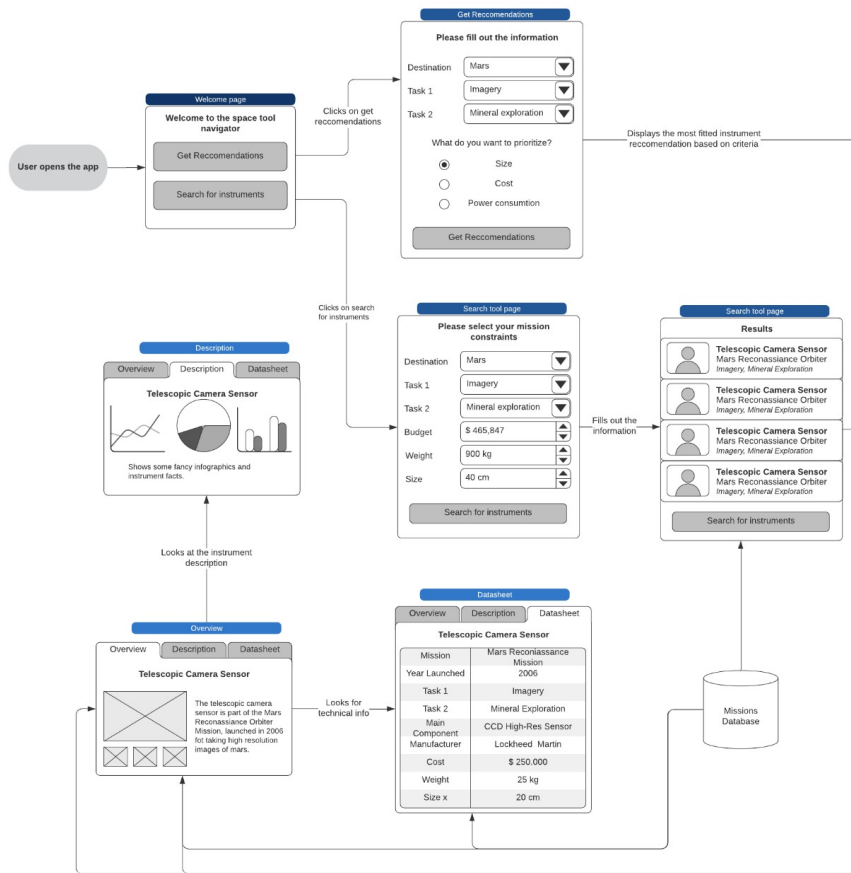 Get Reccomendations
Please fill out the information
Destination
Mars
Task 1
Imagery
Task 2
Mineral exploration
What do you want to prioritize?
Size
Cost
Power consumtion
Get Reccomendations
Clicks on get
reccomendations
Displays the most fitted instrument
reccomendation based on criteria
Welcome page
Welcome to the space tool
navigator
Get Reccomendations
Search for instruments
User opens the app
Clicks on search
for instruments
Search tool page
Please select your mission
constraints
Destination
Mars
Task 1
Imagery
Task 2
Mineral exploration
Budget
$ 465,847
Weight
900 kg
Size
40 cm
Search for instruments
Fills out the
information
Search tool page
Results
Telescopic Camera Sensor
Mars Reconassiance Orbiter
Imagery, Mineral Exploration
Telescopic Camera Sensor
Mars Reconassiance Orbiter
Imagery, Mineral Exploration
Telescopic Camera Sensor
Mars Reconassiance Orbiter
Imagery, Mineral Exploration
Telescopic Camera Sensor
Mars Reconassiance Orbiter
Imagery, Mineral Exploration
Search for instruments
Description
Overview
Description
Datasheet
Telescopic Camera Sensor
Shows some fancy infographics and
instrument facts.
Looks at the instrument
description
Overview
Overview
Description
Datasheet
Telescopic Camera Sensor
The telescopic camera
sensor is part of the Mars
Reconassiance Orbiter
Mission, launched in 2006
fot taking high resolution
images of mars.
Looks for
technical info
Datasheet
Overview
Description
Datasheet
Telescopic Camera Sensor
Mission
Mars Reconiassance
Mission
Year Launched
2006
Task 1
Imagery
Task 2
Mineral Exploration
Main
Component
CCD High-Res Sensor
Manufacturer
Lockheed Martin
Cost
$ 250.000
Weight
25 kg
Size x
20 cm
Missions
Database